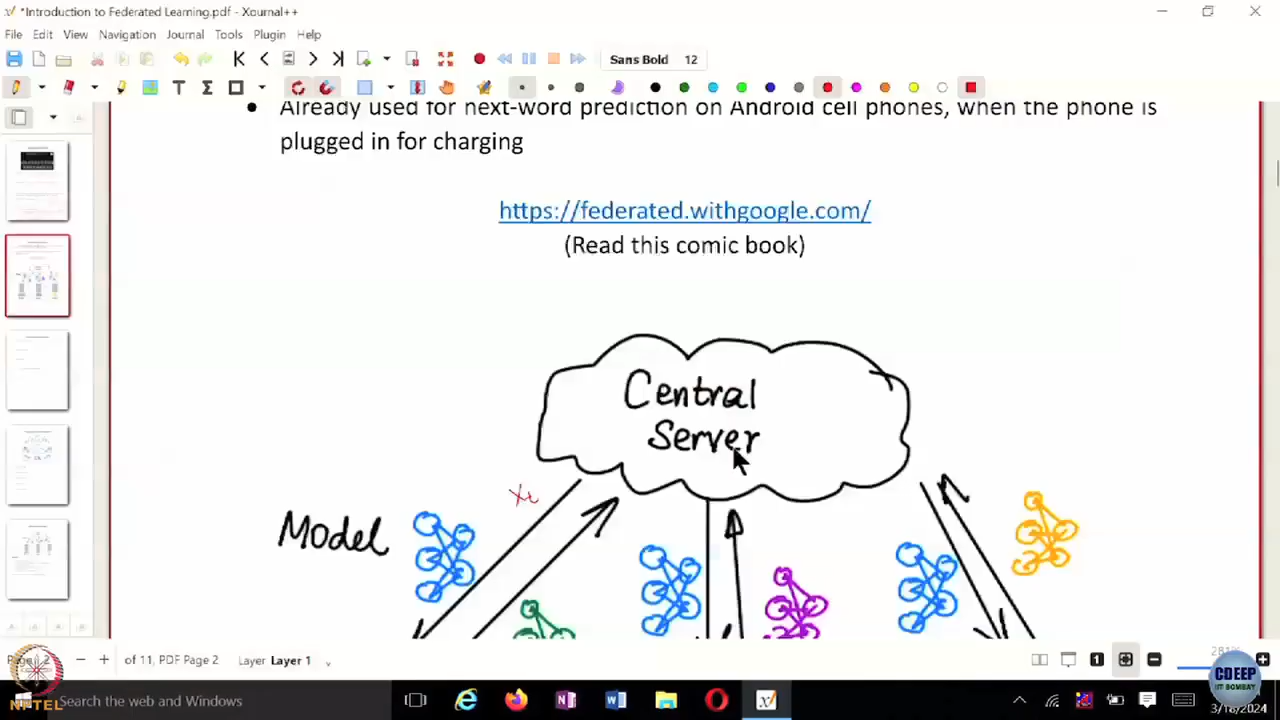 *Introduction to Federated Learning.pdf - Xournal++
File Edit View Navigation Journal Tools Plugin Help
Sans Bold 12
Already used for next-word prediction on Android cell phones, when the phone is
plugged in for charging
https://federated.withgoogle.com/
(Read this comic book)
Central
Server
Model
of 11, PDF Page 2 Layer Layer 1
281%
Search the web and Windows
NPTEL
CDEEP
IIT BOMBAY
3/18/2024